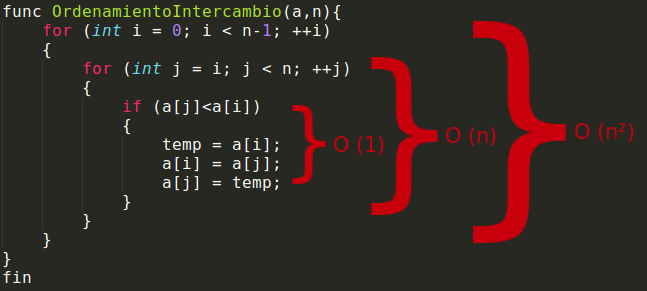 func OrdenamientoIntercambio(a,n){
    for (int i = 0; i < n-1; ++i)
    {
        for (int j = i; j < n; ++j)
        {
            if (a[j]<a[i])
            {
                temp = a[i];
                a[i] = a[j];
                a[j] = temp;
            }
        }
    }
}
fin
} O (1)
} O (n)
} O (n²)